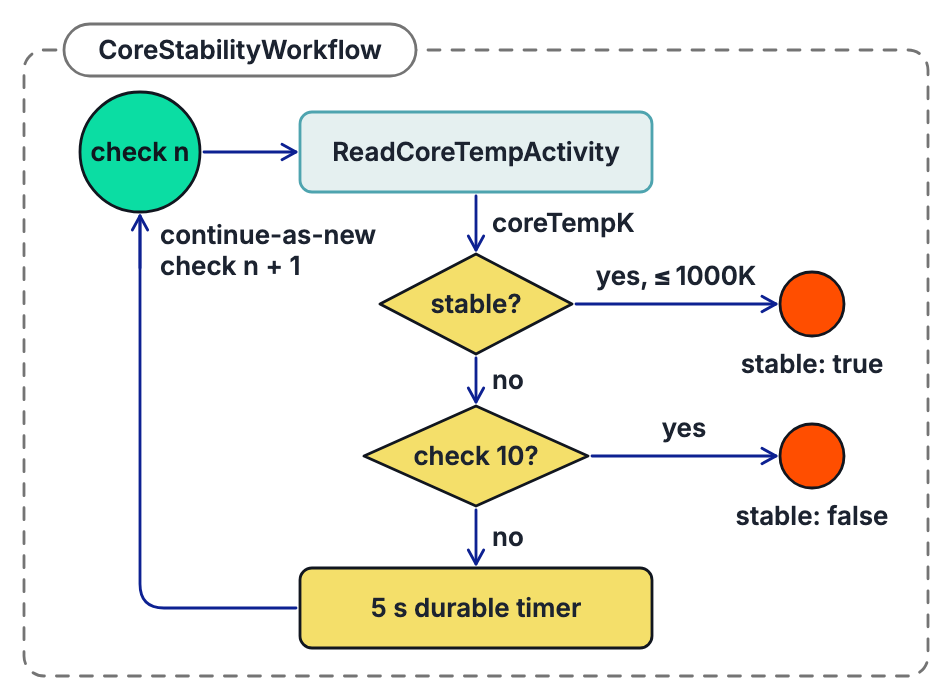 CoreStabilityWorkflow
check n
ReadCoreTempActivity
continue-as-new
check n + 1
coreTempK
stable?
yes, ≤ 1000K
stable: true
no
check 10?
yes
stable: false
no
5 s durable timer